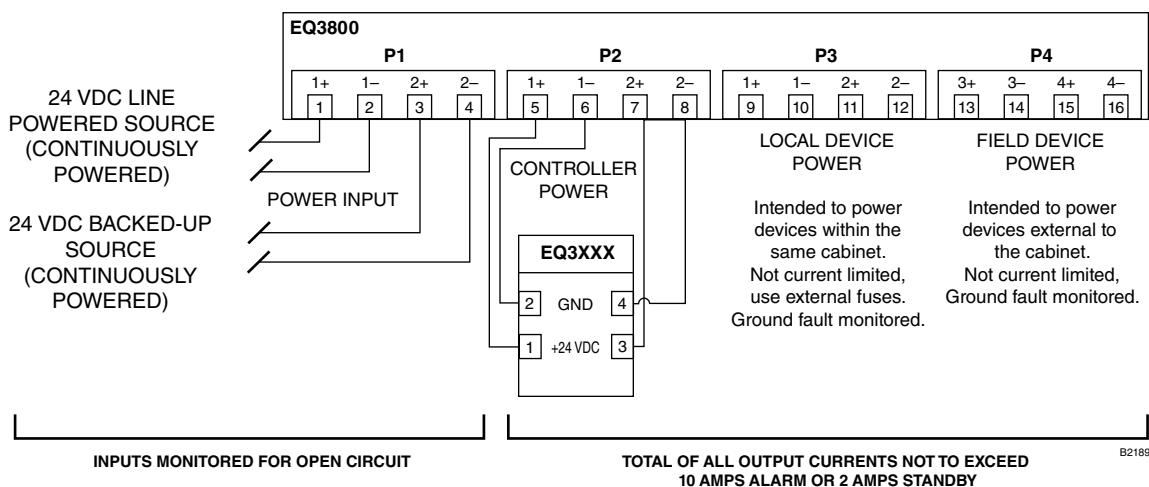 EQ3800
P1
P2
P3
P4
1+ 1– 2+ 2–
1+ 1– 2+ 2–
1+ 1– 2+ 2–
3+ 3– 4+ 4–
1 2 3 4
5 6 7 8
9 10 11 12
13 14 15 16
24 VDC LINE
POWERED SOURCE
(CONTINUOUSLY
POWERED)
POWER INPUT
24 VDC BACKED-UP
SOURCE
(CONTINUOUSLY
POWERED)
CONTROLLER
POWER
EQ3XXX
2 GND 4
1 +24 VDC 3
LOCAL DEVICE
POWER
Intended to power
devices within the
same cabinet.
Not current limited,
use external fuses.
Ground fault monitored.
FIELD DEVICE
POWER
Intended to power
devices external to
the cabinet.
Not current limited,
Ground fault monitored.
INPUTS MONITORED FOR OPEN CIRCUIT
TOTAL OF ALL OUTPUT CURRENTS NOT TO EXCEED
10 AMPS ALARM OR 2 AMPS STANDBY
B2189